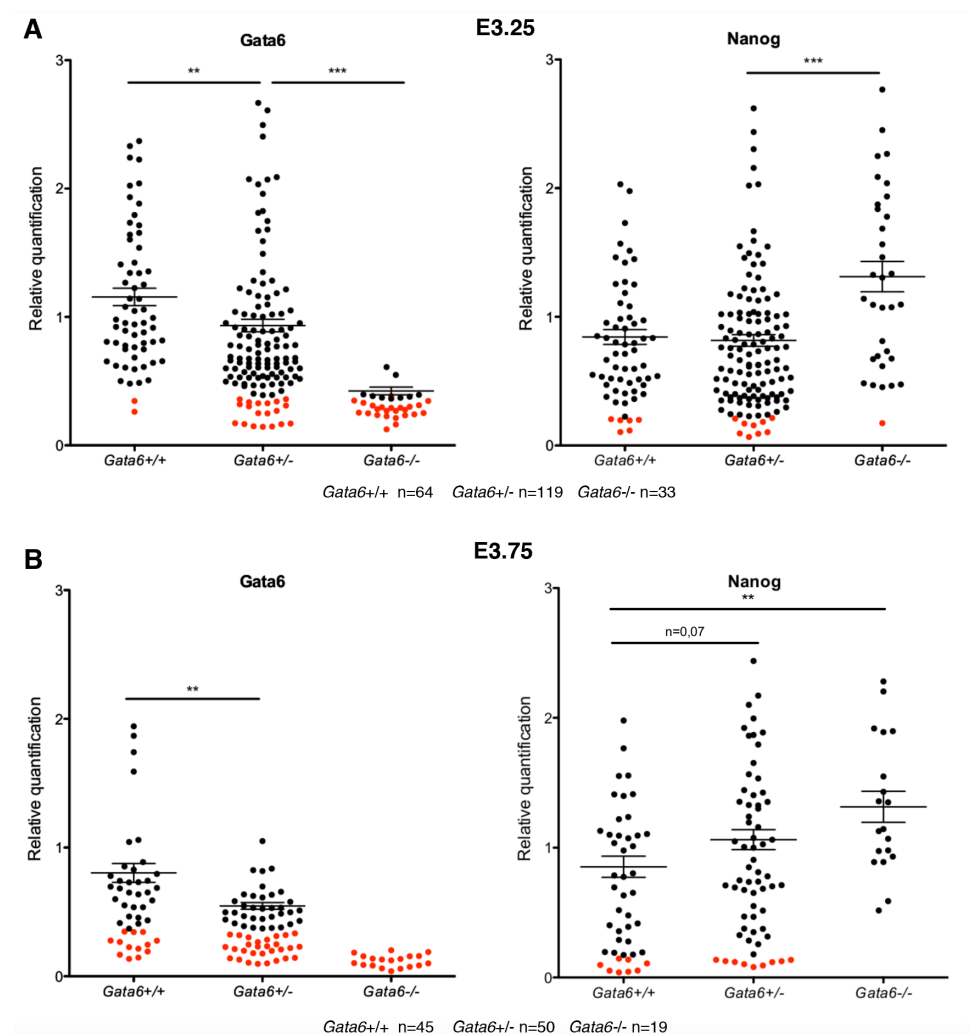 A
E3.25
Gata6
Nanog
3
2
1
0
Relative quantification
**
***
Gata6+/+
Gata6+/-
Gata6-/-
3
2
1
0
Relative quantification
***
Gata6+/+
Gata6+/-
Gata6-/-
Gata6+/+ n=64 Gata6+/- n=119 Gata6-/- n=33
B
E3.75
Gata6
Nanog
3
2
1
0
Relative quantification
**
Gata6+/+
Gata6+/-
Gata6-/-
3
2
1
0
Relative quantification
**
n=0,07
Gata6+/+
Gata6+/-
Gata6-/-
Gata6+/+ n=45 Gata6+/- n=50 Gata6-/- n=19